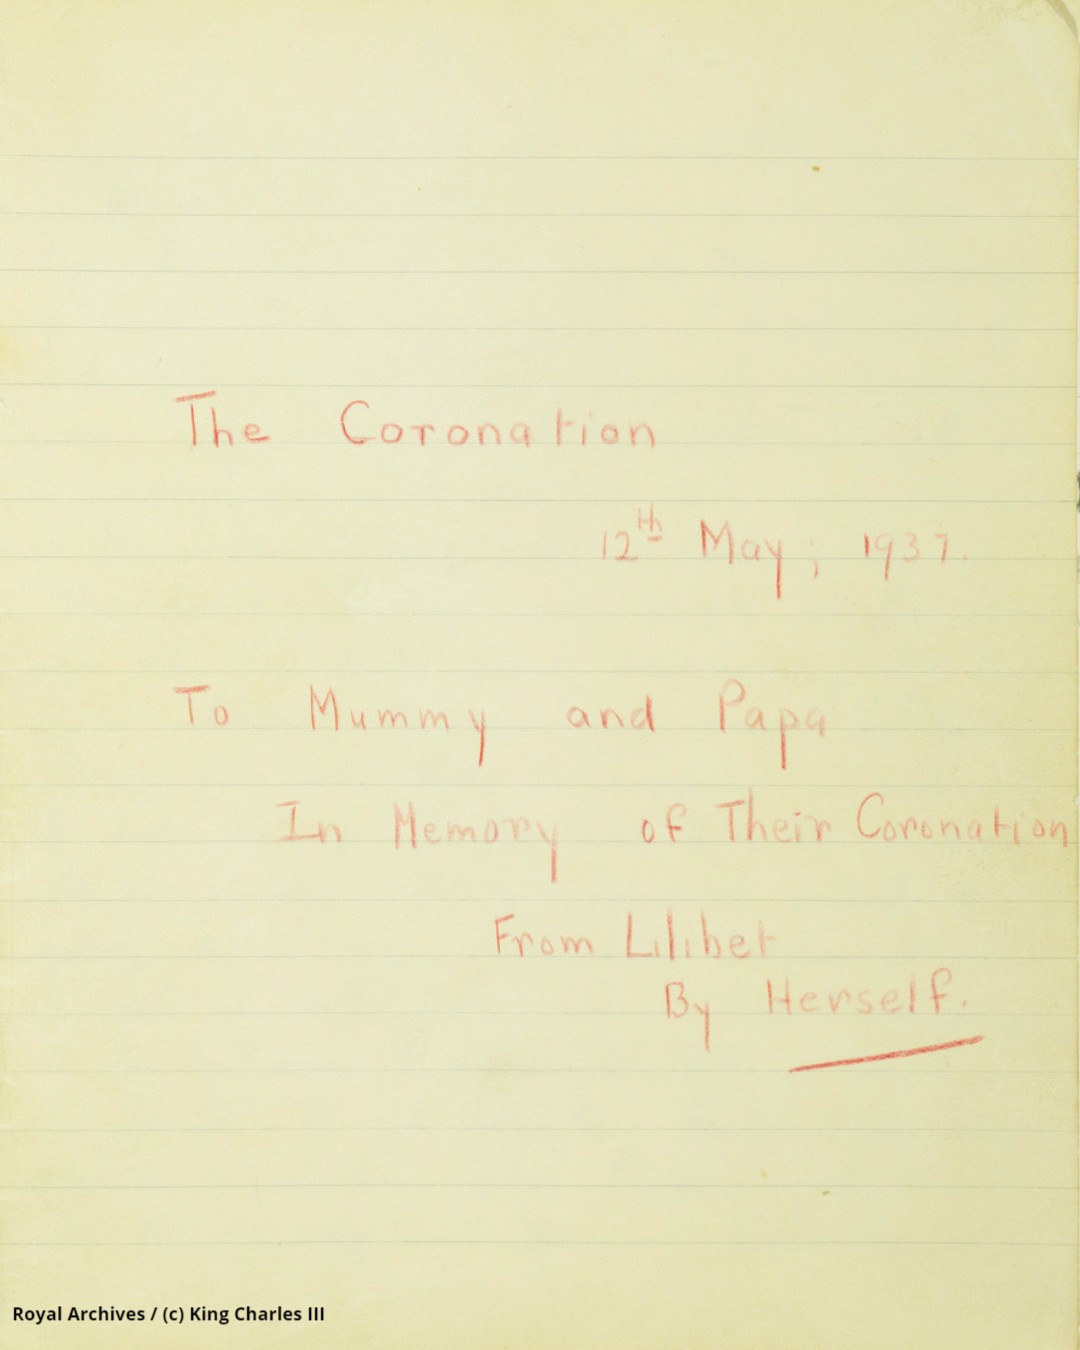 The Coronation
12th May, 1937.
To Mummy and Papa
In Memory of Their Coronation
From Lilibet
By Herself.
Royal Archives / (c) King Charles III